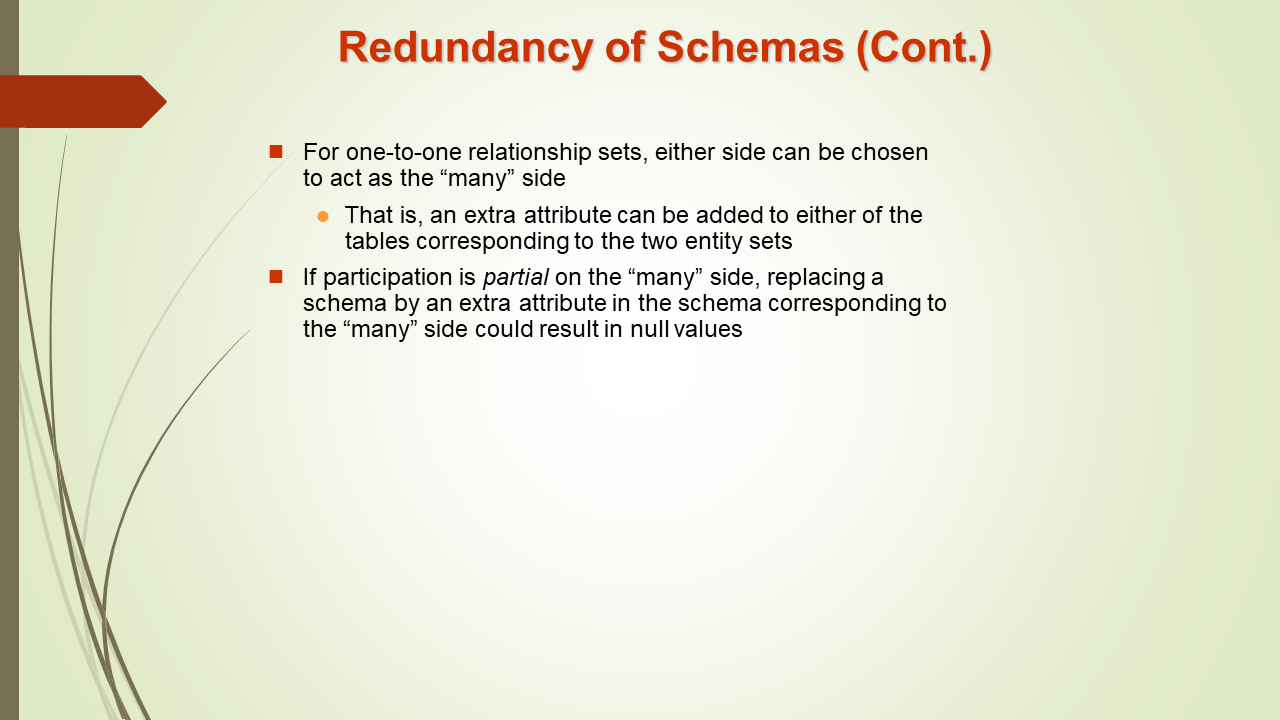 Redundancy of Schemas (Cont.)
For one-to-one relationship sets, either side can be chosen
to act as the “many” side
That is, an extra attribute can be added to either of the
tables corresponding to the two entity sets
If participation is partial on the “many” side, replacing a
schema by an extra attribute in the schema corresponding to
the “many” side could result in null values